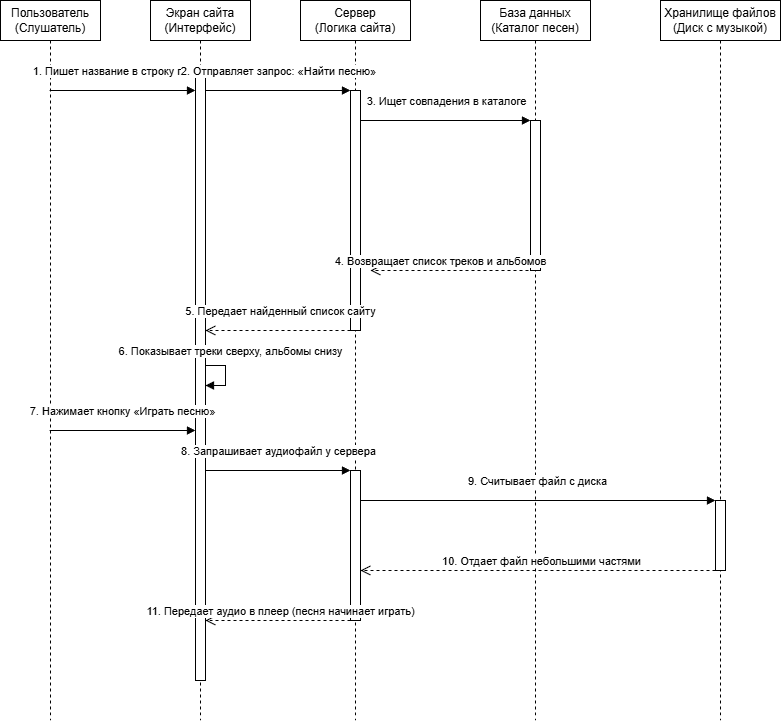 Пользователь
(Слушатель)
Экран сайта
(Интерфейс)
Сервер
(Логика сайта)
База данных
(Каталог песен)
Хранилище файлов
(Диск с музыкой)
1. Пишет название в строку
2. Отправляет запрос: «Найти песню»
3. Ищет совпадения в каталоге
4. Возвращает список треков и альбомов
5. Передает найденный список сайту
6. Показывает треки сверху, альбомы снизу
7. Нажимает кнопку «Играть песню»
8. Запрашивает аудиофайл у сервера
9. Считывает файл с диска
10. Отдает файл небольшими частями
11. Передает аудио в плеер (песня начинает играть)